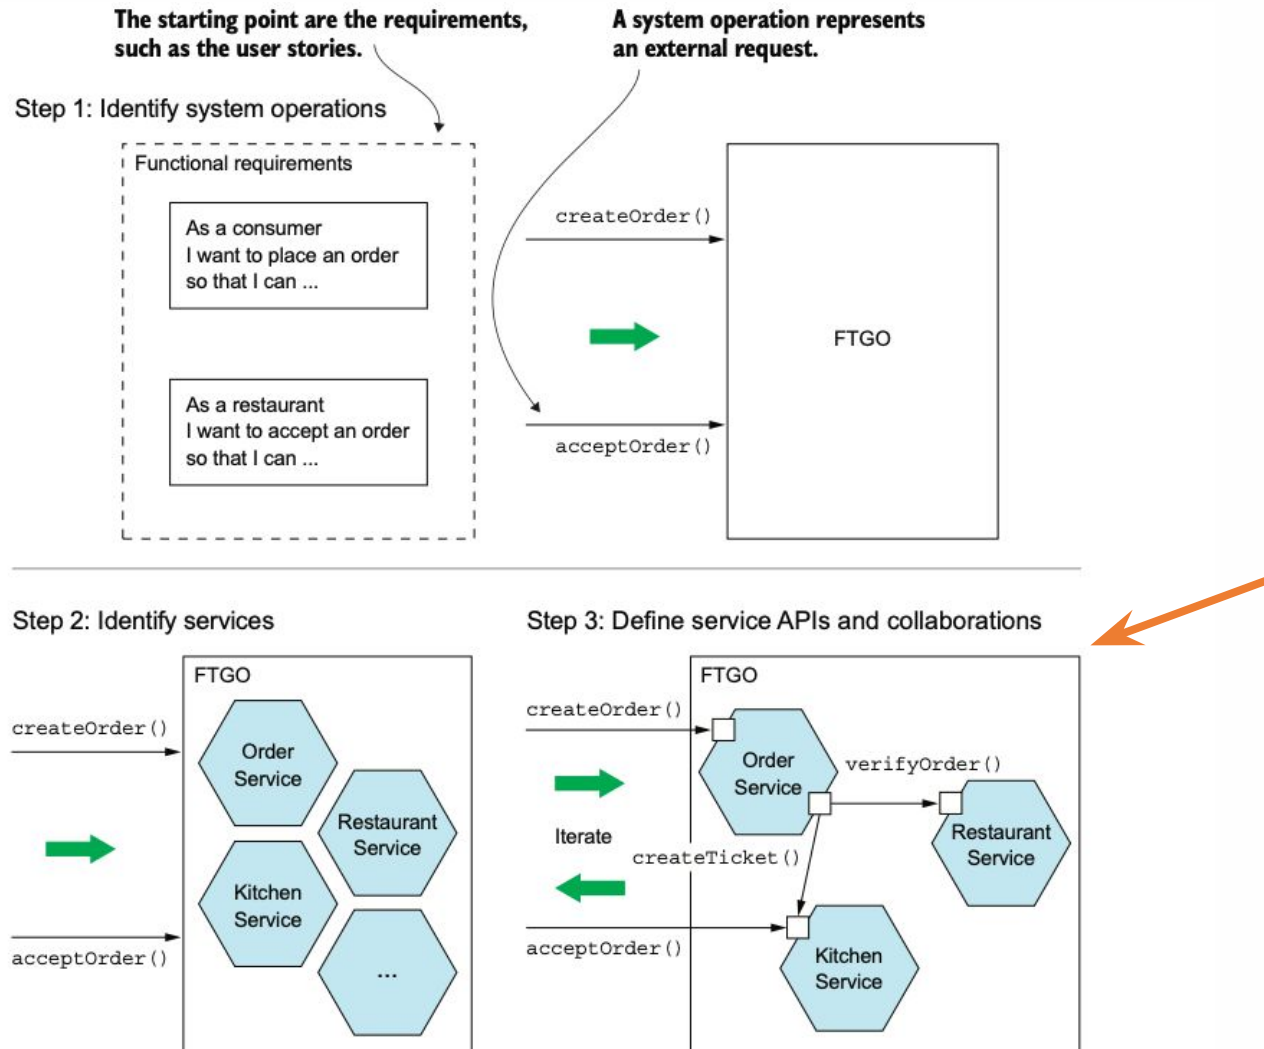 The starting point are the requirements,
such as the user stories.
A system operation represents
an external request.
Step 1: Identify system operations
Functional requirements
As a consumer
I want to place an order
so that I can ...
As a restaurant
I want to accept an order
so that I can ...
createOrder()
acceptOrder()
FTGO
Step 2: Identify services
createOrder()
acceptOrder()
FTGO
Order
Service
Restaurant
Service
Kitchen
Service
...
Step 3: Define service APIs and collaborations
createOrder()
Iterate
acceptOrder()
FTGO
Order
Service
verifyOrder()
Restaurant
Service
createTicket()
Kitchen
Service